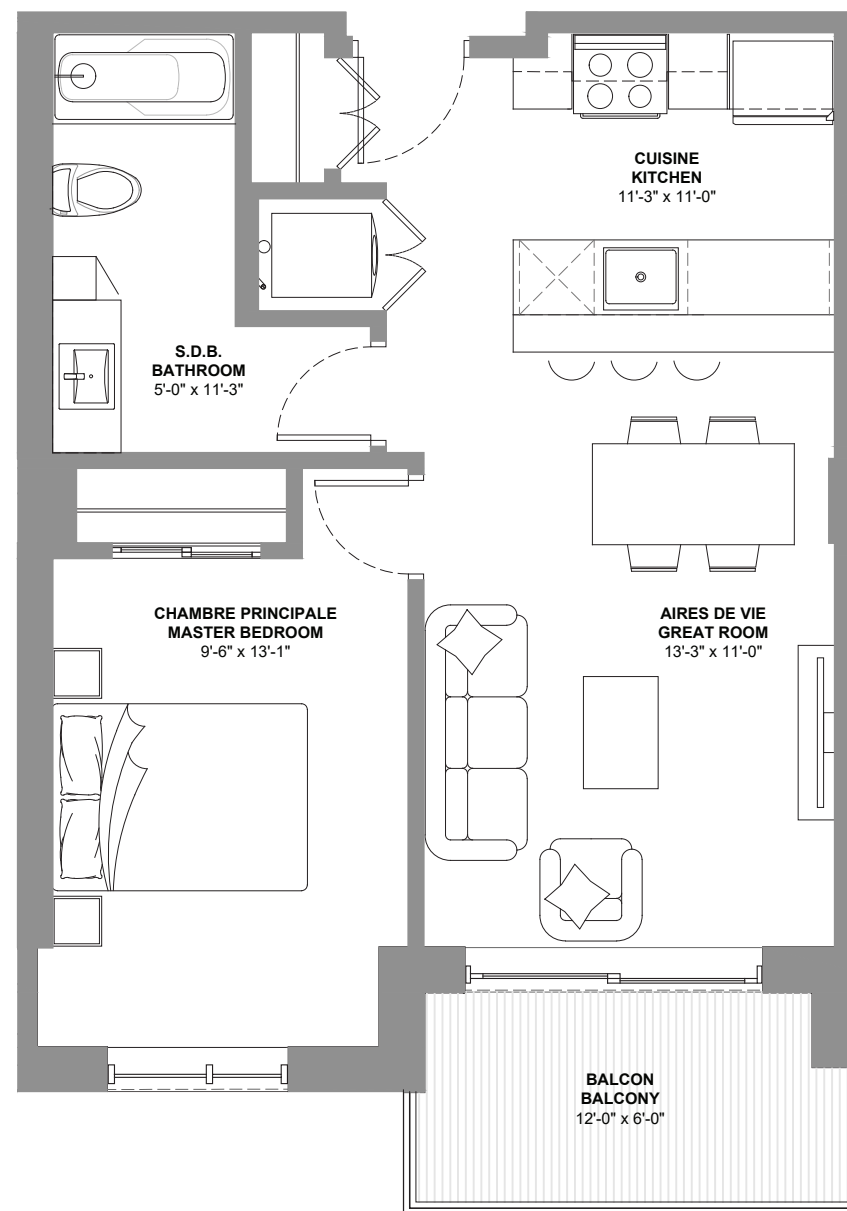 CUISINE
KITCHEN
11'-3" x 11'-0"
S.D.B.
BATHROOM
5'-0" x 11'-3"
CHAMBRE PRINCIPALE
MASTER BEDROOM
9'-6" x 13'-1"
AIRES DE VIE
GREAT ROOM
13'-3" x 11'-0"
BALCON
BALCONY
12'-0" x 6'-0"